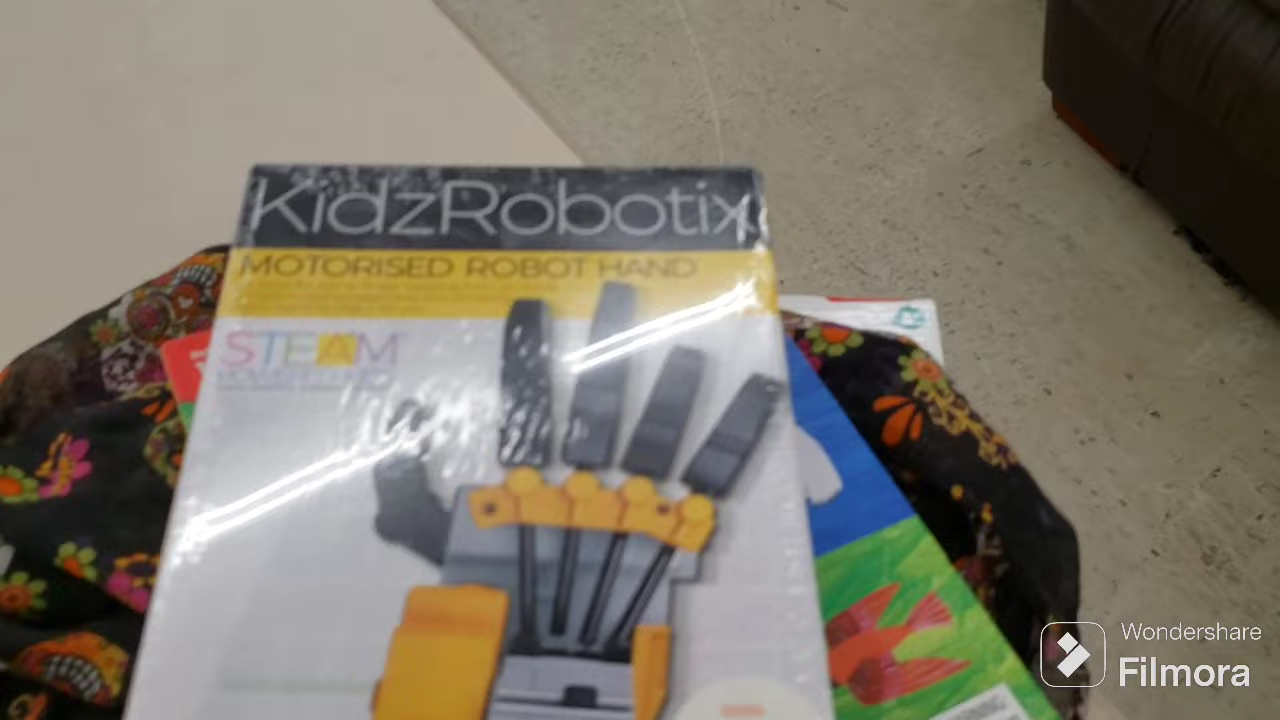 KidzRobotix
MOTORISED ROBOT HAND
STEAM
Wondershare
Filmora